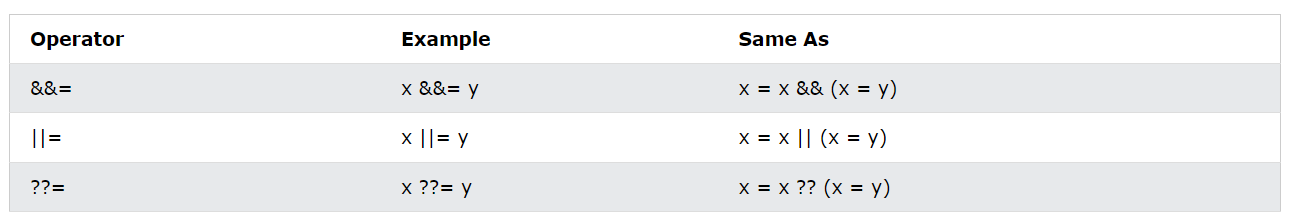 Operator Example Same As
&&= x &&= y x = x && (x = y)
||= x ||= y x = x || (x = y)
??= x ??= y x = x ?? (x = y)